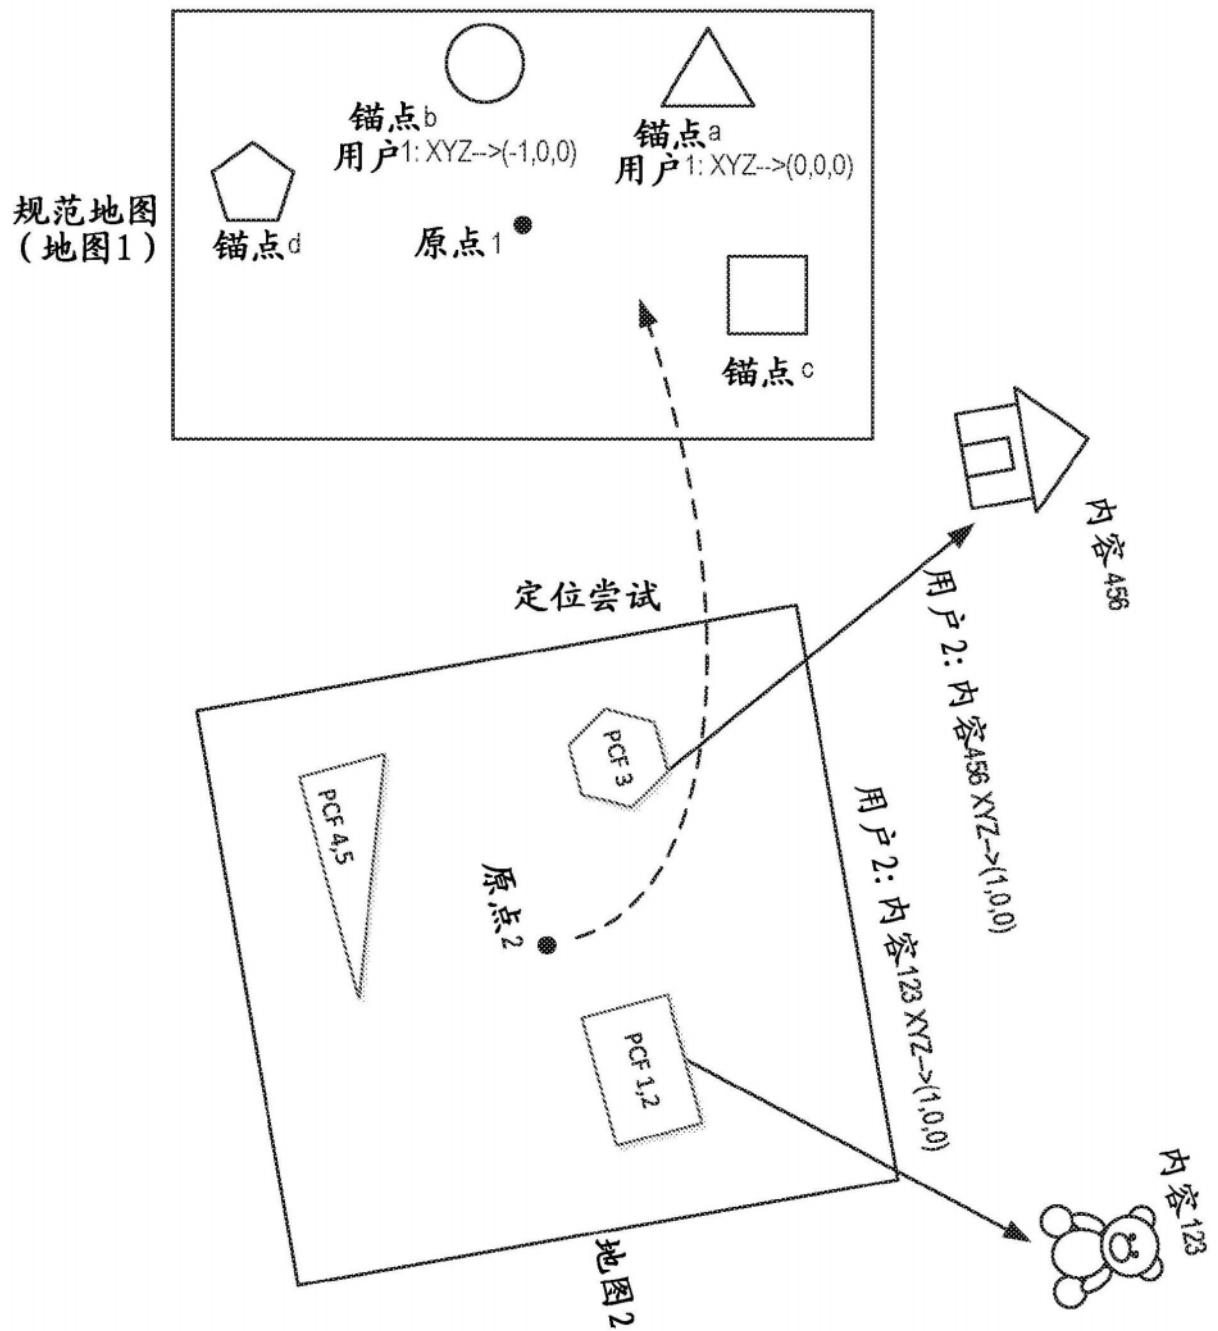 锚点b
用户1: XYZ-->(-1,0,0)
锚点a
用户1: XYZ-->(0,0,0)
规范地图
（地图1）
锚点d
原点1
锚点c
内容456
用户2: 内容456 XYZ-->(1,0,0)
定位尝试
PCF 3
PCF 4,5
用户2: 内容123 XYZ-->(1,0,0)
原点2
PCF 1,2
内容123
地图2